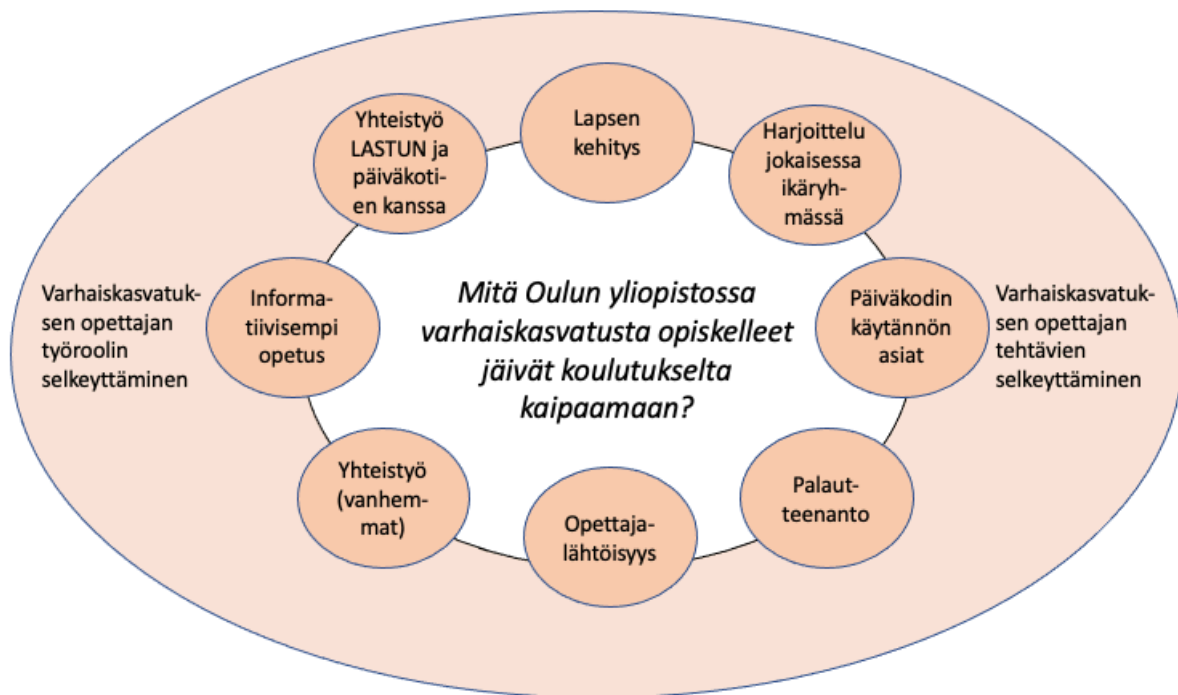 Lapsen
kehitys
Yhteistyö
LASTUN ja
päiväkoti-
en kanssa
Harjoittelu
jokaisessa
ikäryh-
mässä
Varhaiskasvatuk-
sen opettajan
työroolin
selkeyttäminen
Informa-
tiivisempi
opetus
Mitä Oulun yliopistossa
varhaiskasvatusta opiskelleet
jäivät koulutukselta
kaipaamaan?
Päiväkodin
käytännön
asiat
Varhaiskasvatuk-
sen opettajan
tehtävien
selkeyttäminen
Yhteistyö
(vanhem-
mat)
Opettaja-
lähtöisyys
Palaut-
teenanto